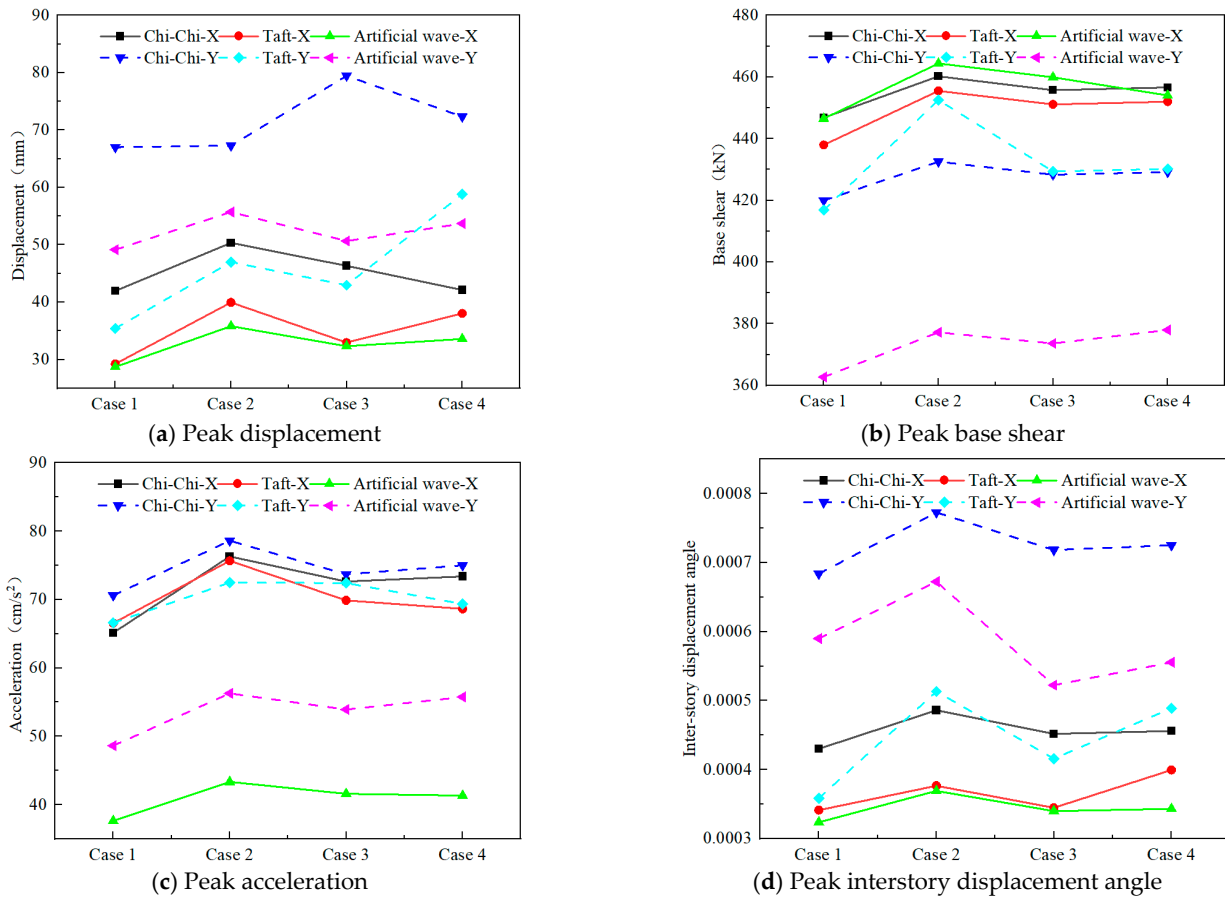 90
80
70
60
50
40
30
Displacement（mm）
Chi-Chi-X Taft-X Artificial wave-X
Chi-Chi-Y Taft-Y Artificial wave-Y
Case 1 Case 2 Case 3 Case 4
(a) Peak displacement
480
460
440
420
400
380
360
Base shear（kN）
Chi-Chi-X Taft-X Artificial wave-X
Chi-Chi-Y Taft-Y Artificial wave-Y
Case 1 Case 2 Case 3 Case 4
(b) Peak base shear
90
80
70
60
50
40
Acceleration（cm/s²）
Chi-Chi-X Taft-X Artificial wave-X
Chi-Chi-Y Taft-Y Artificial wave-Y
Case 1 Case 2 Case 3 Case 4
(c) Peak acceleration
0.0008
0.0007
0.0006
0.0005
0.0004
0.0003
Inter-story displacement angle
Chi-Chi-X Taft-X Artificial wave-X
Chi-Chi-Y Taft-Y Artificial wave-Y
Case 1 Case 2 Case 3 Case 4
(d) Peak interstory displacement angle